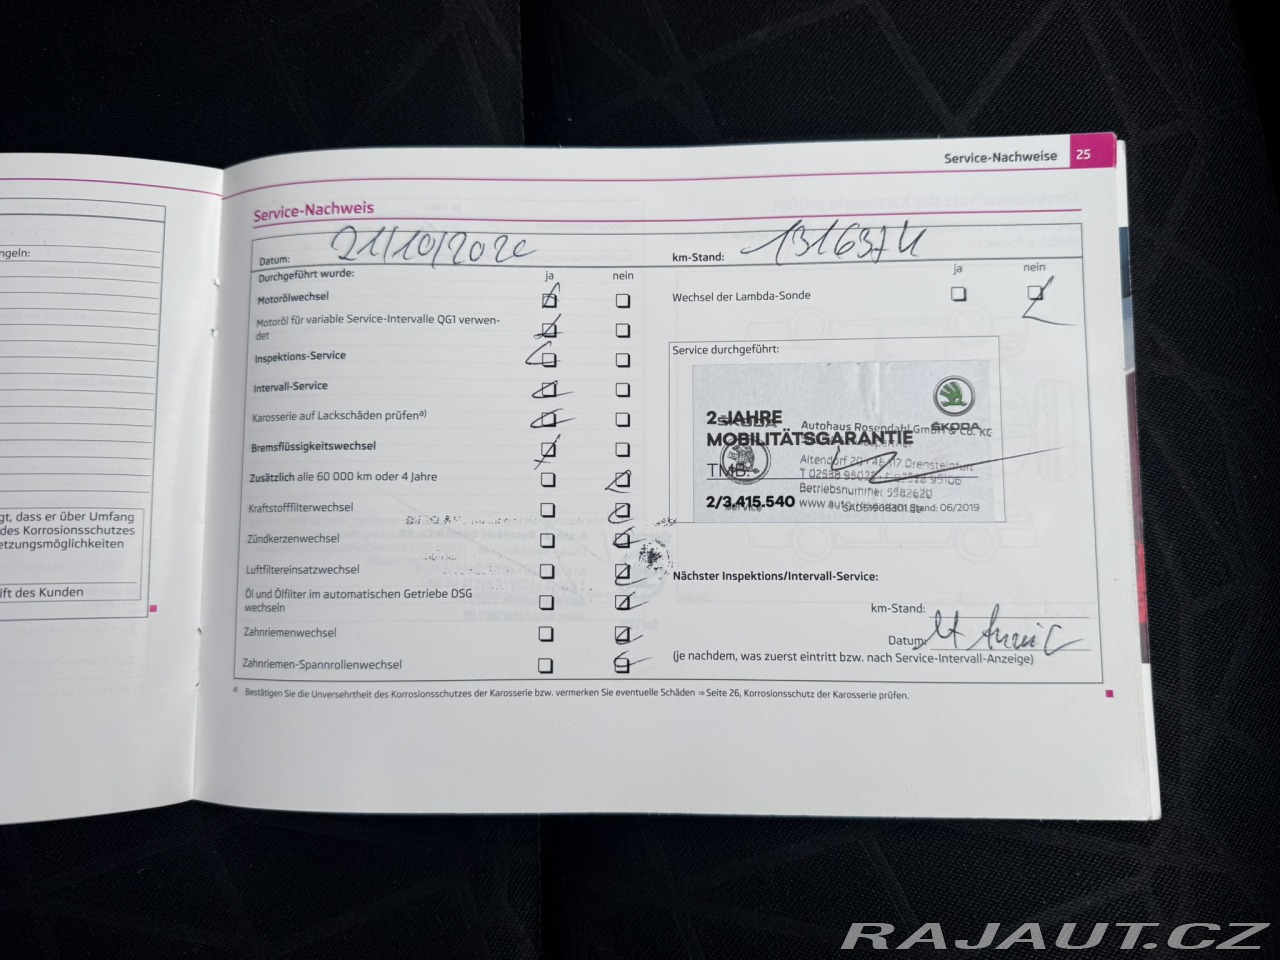 Service-Nachweise 25
Service-Nachweis
Datum: 21/10/2020
km-Stand: 131637
Durchgeführt wurde: ja nein
ja nein
Motorölwechsel
Wechsel der Lambda-Sonde
Motoröl für variable Service-Intervalle QG1 verwen-
det
Inspektions-Service
Intervall-Service
Karosserie auf Lackschäden prüfen a)
Bremsflüssigkeitswechsel
Zusätzlich alle 60 000 km oder 4 Jahre
Kraftstofffilterwechsel
Zündkerzenwechsel
Luftfiltereinsatzwechsel
Öl und Ölfilter im automatischen Getriebe DSG
wechseln
Zahnriemenwechsel
Zahnriemen-Spannrollenwechsel
Service durchgeführt:
2 JAHRE
MOBILITÄTSGARANTIE
ŠKODA
TMB:
2/3.415.540
Stand: 06/2019
Autohaus Rosendahl GmbH & Co. KG
Betriebsnummer
Service
Nächster Inspektions/Intervall-Service:
km-Stand:
Datum:
(je nachdem, was zuerst eintritt bzw. nach Service-Intervall-Anzeige)
a) Bestätigen Sie die Unversehrtheit des Korrosionsschutzes der Karosserie bzw. vermerken Sie eventuelle Schäden ⇒ Seite 26, Korrosionsschutz der Karosserie prüfen.
ngeln:
gt, dass er über Umfang
des Korrosionsschutzes
etzungsmöglichkeiten
ift des Kunden
RAJAUT.CZ